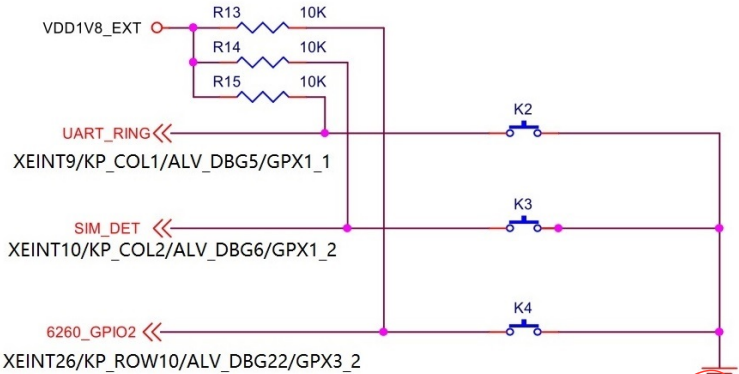 R13 10K
VDD1V8_EXT
R14 10K
R15 10K
K2
UART_RING
XEINT9/KP_COL1/ALV_DBG5/GPX1_1
K3
SIM_DET
XEINT10/KP_COL2/ALV_DBG6/GPX1_2
K4
6260_GPIO2
XEINT26/KP_ROW10/ALV_DBG22/GPX3_2